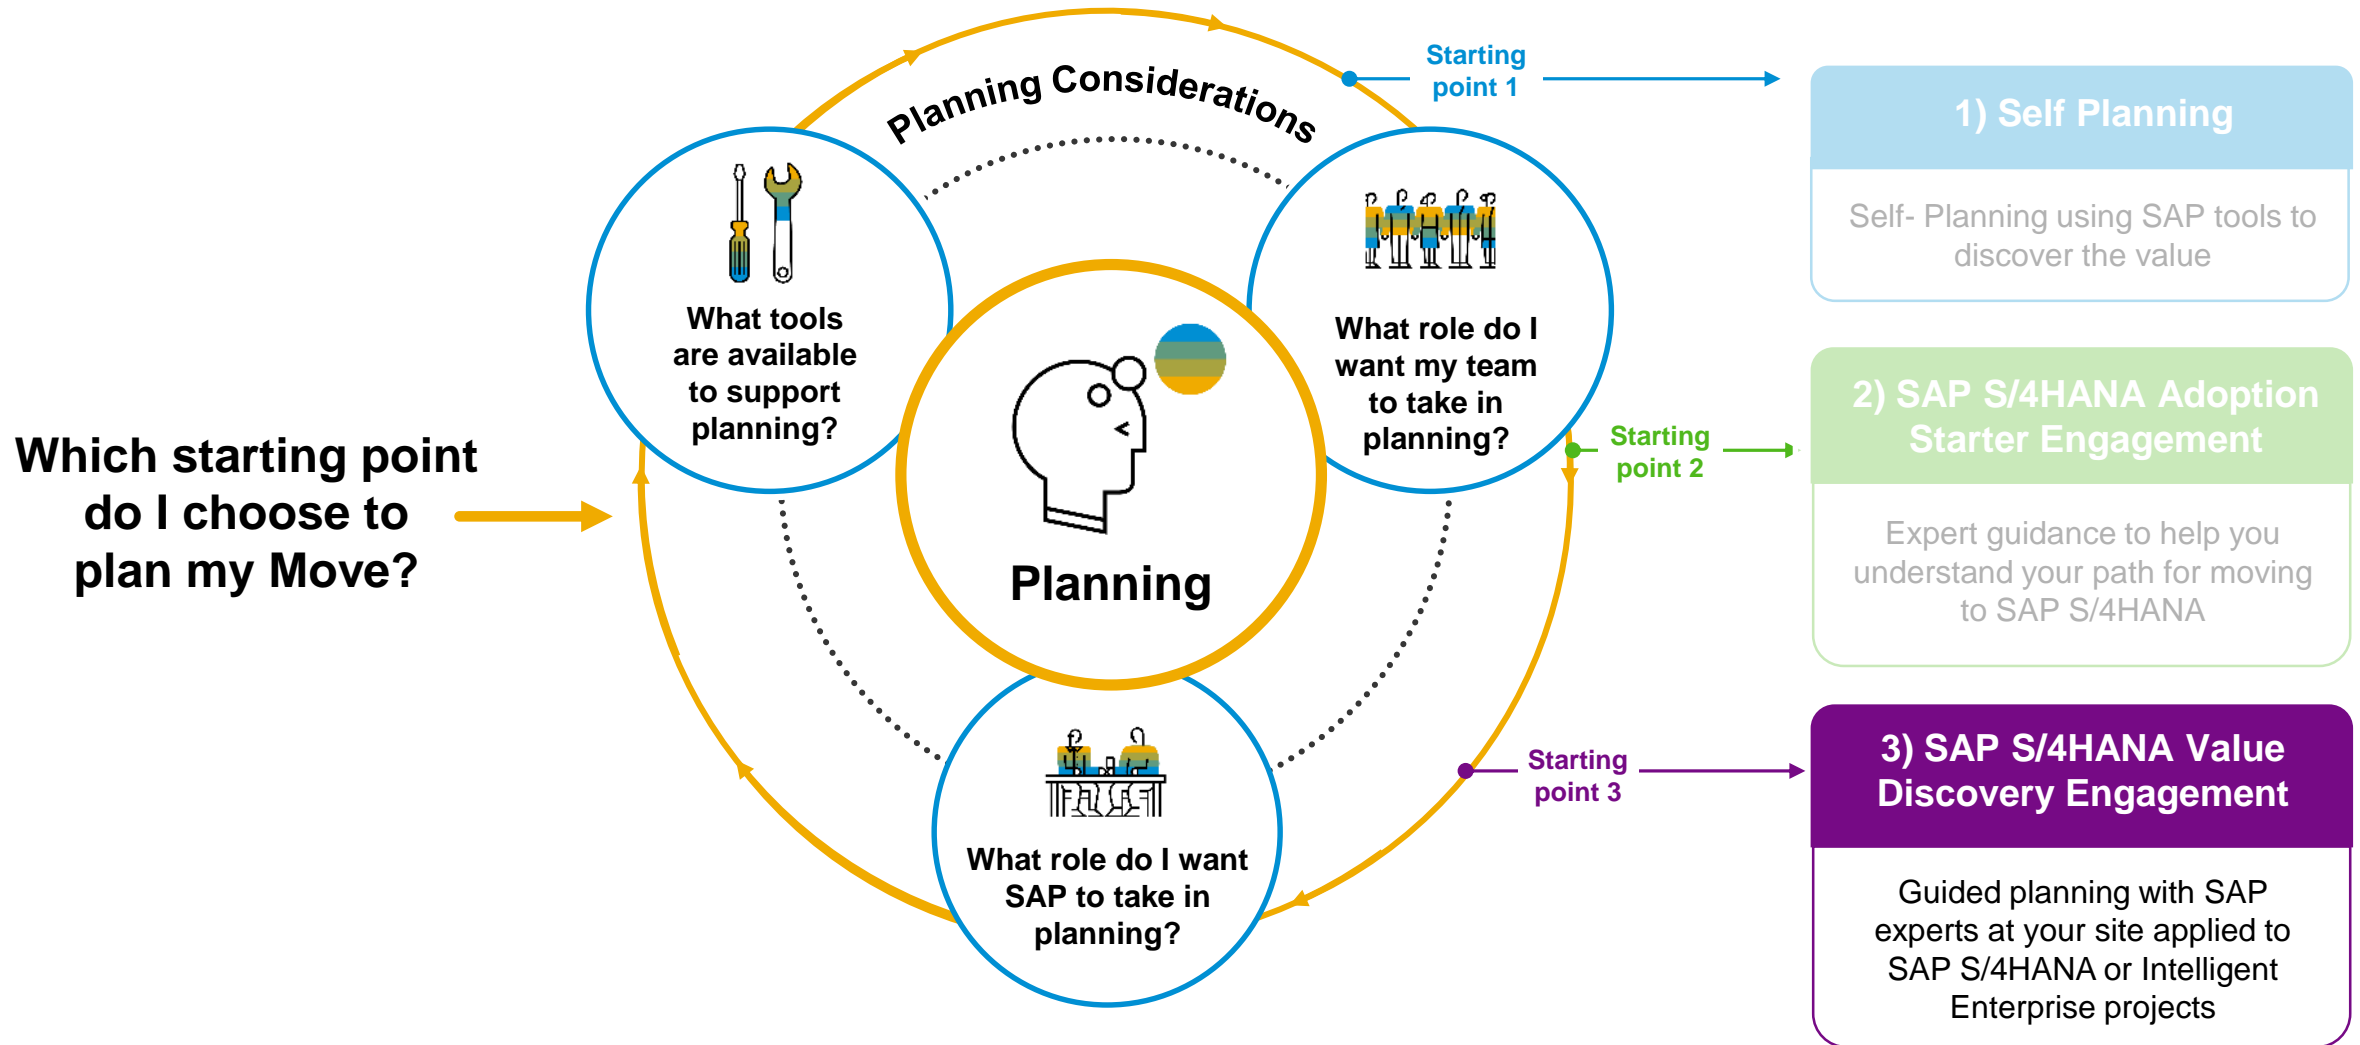 Which starting point
do I choose to
plan my Move?
Planning Considerations
What tools
are available
to support
planning?
What role do I
want my team
to take in
planning?
Planning
What role do I want
SAP to take in
planning?
Starting
point 1
1) Self Planning
Self- Planning using SAP tools to
discover the value
Starting
point 2
2) SAP S/4HANA Adoption
Starter Engagement
Expert guidance to help you
understand your path for moving
to SAP S/4HANA
Starting
point 3
3) SAP S/4HANA Value
Discovery Engagement
Guided planning with SAP
experts at your site applied to
SAP S/4HANA or Intelligent
Enterprise projects